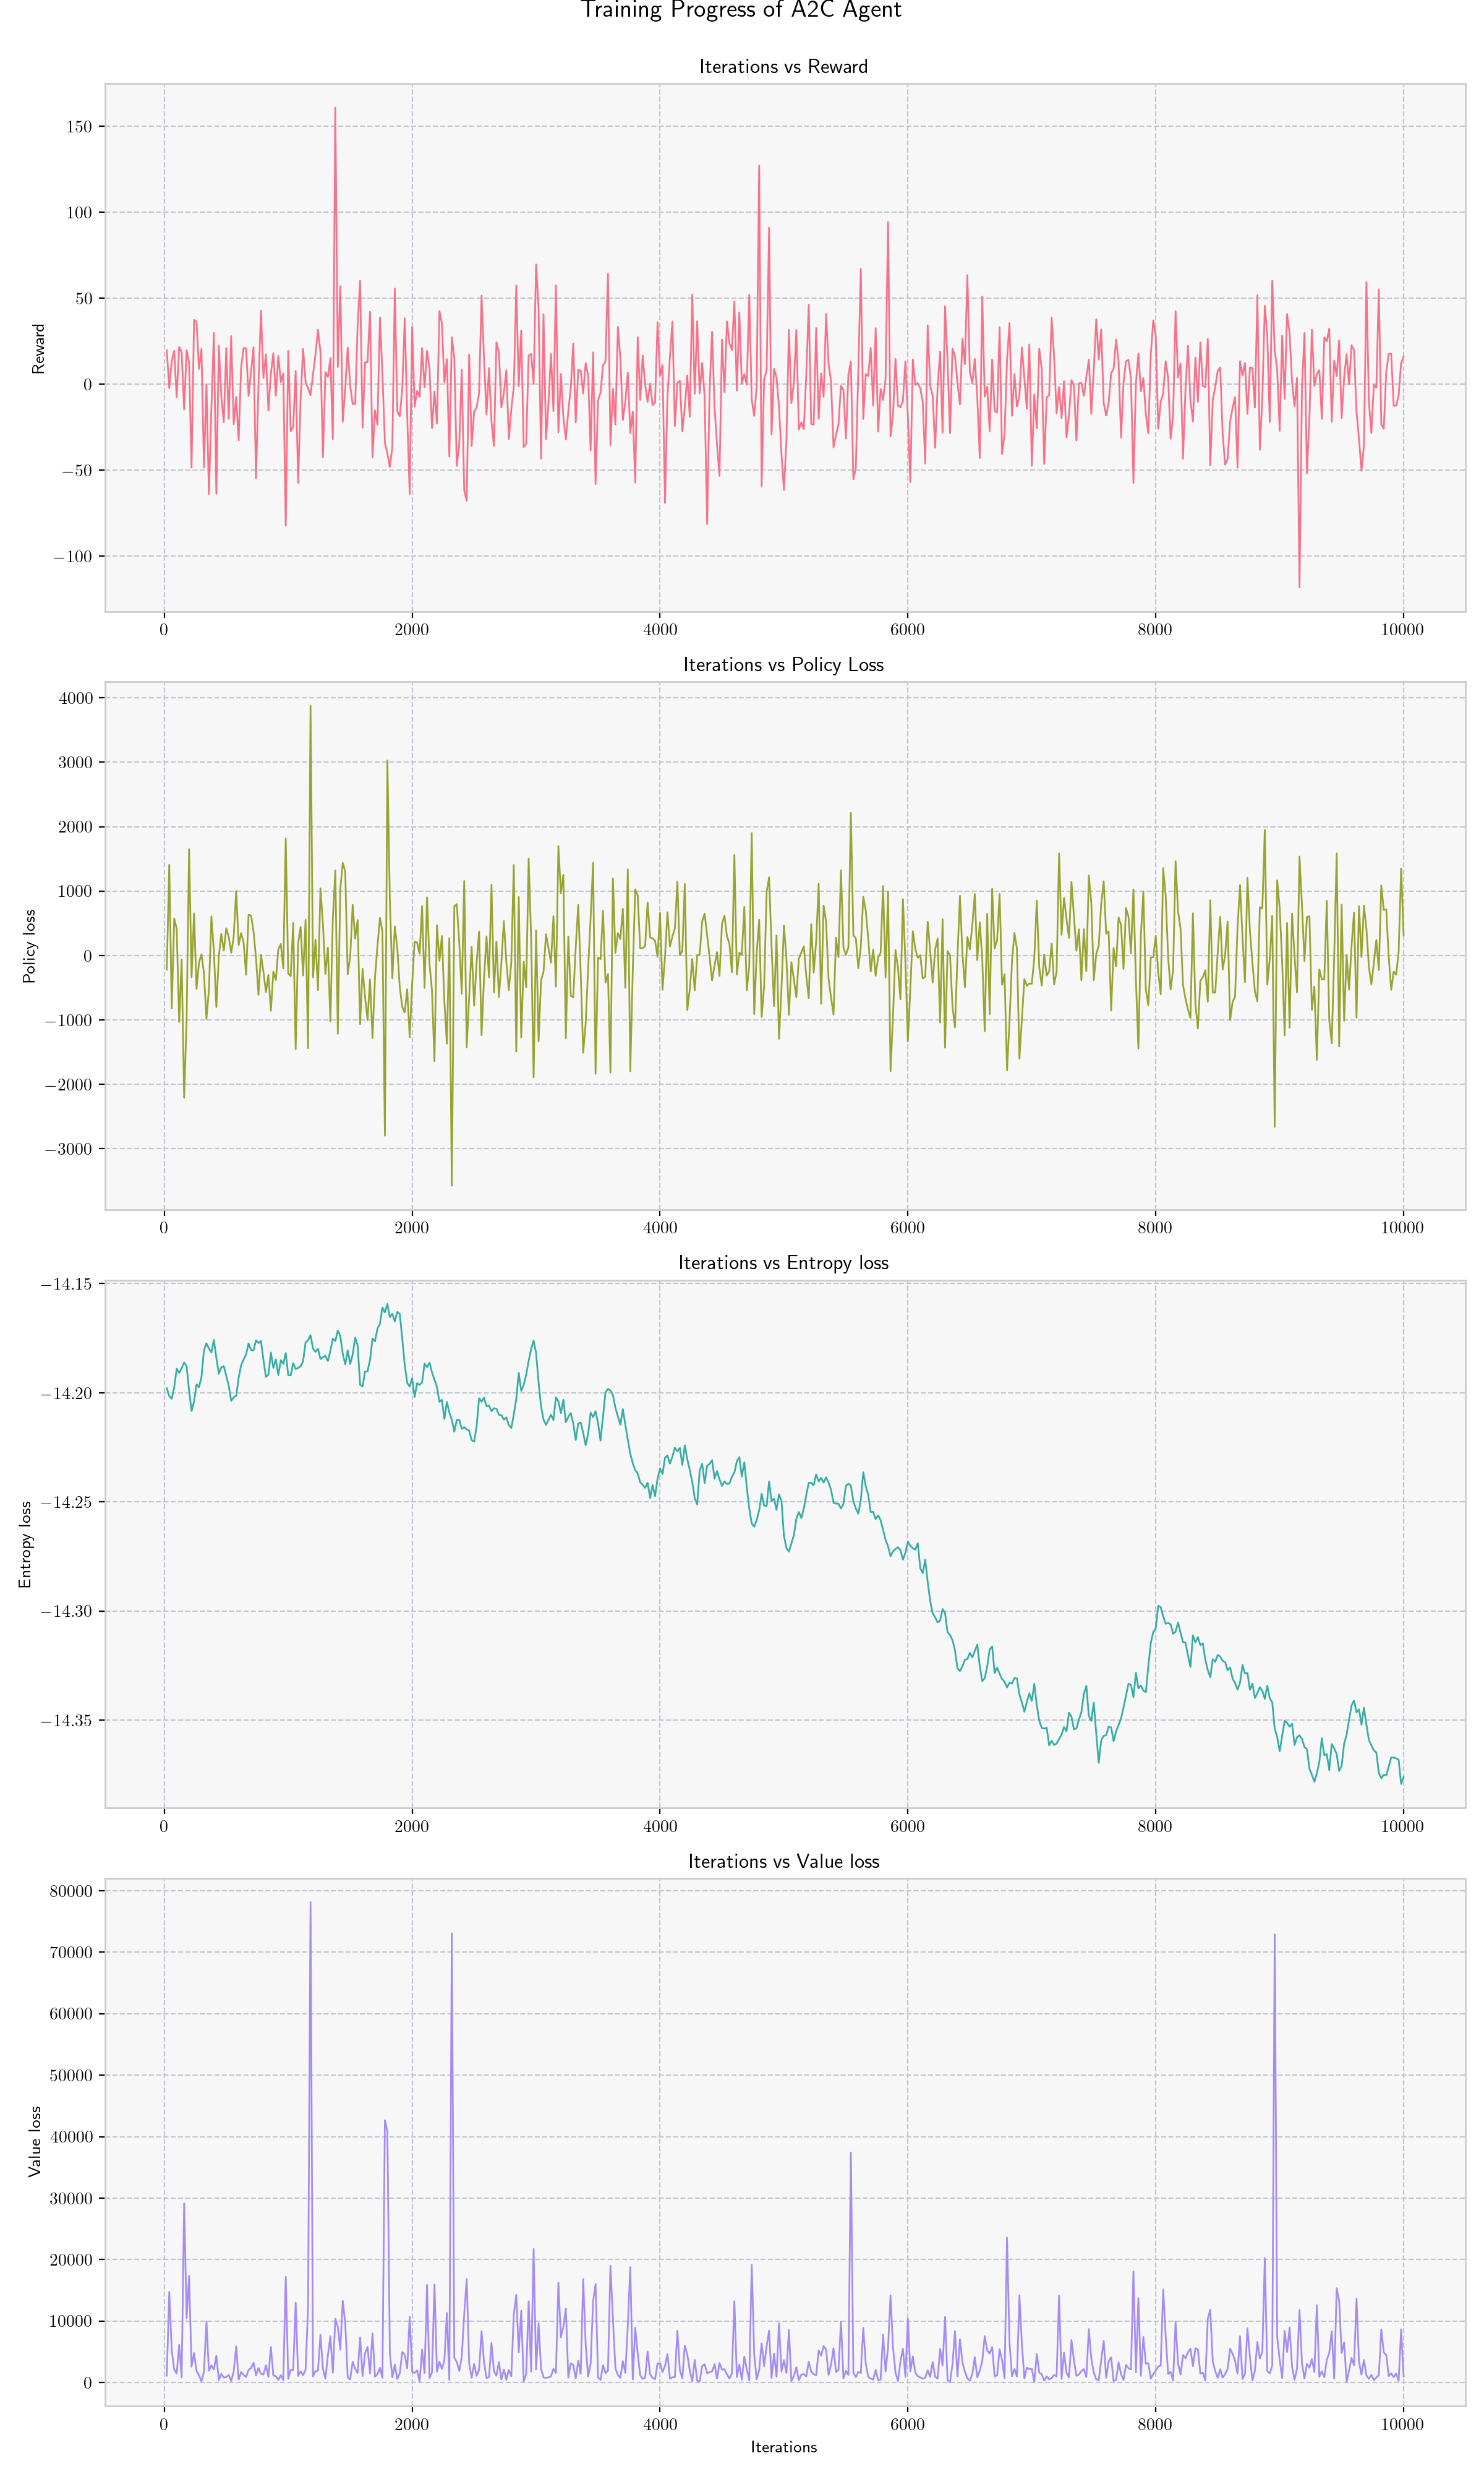 Training Progress of A2C Agent
Iterations vs Reward
Reward
150
100
50
0
−50
−100
0 2000 4000 6000 8000 10000
Iterations vs Policy Loss
Policy loss
4000
3000
2000
1000
0
−1000
−2000
−3000
0 2000 4000 6000 8000 10000
Iterations vs Entropy loss
Entropy loss
−14.15
−14.20
−14.25
−14.30
−14.35
0 2000 4000 6000 8000 10000
Iterations vs Value loss
Value loss
80000
70000
60000
50000
40000
30000
20000
10000
0
0 2000 4000 6000 8000 10000
Iterations